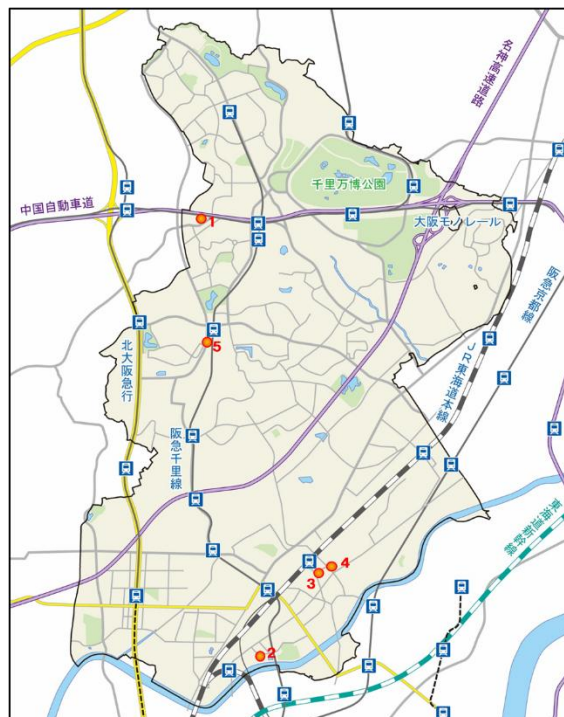 名神高速道路
千里万博公園
中国自動車道
1
大阪モノレール
阪急京都線
JR東海道本線
5
北大阪急行
阪急千里線
東海道新幹線
4
3
2